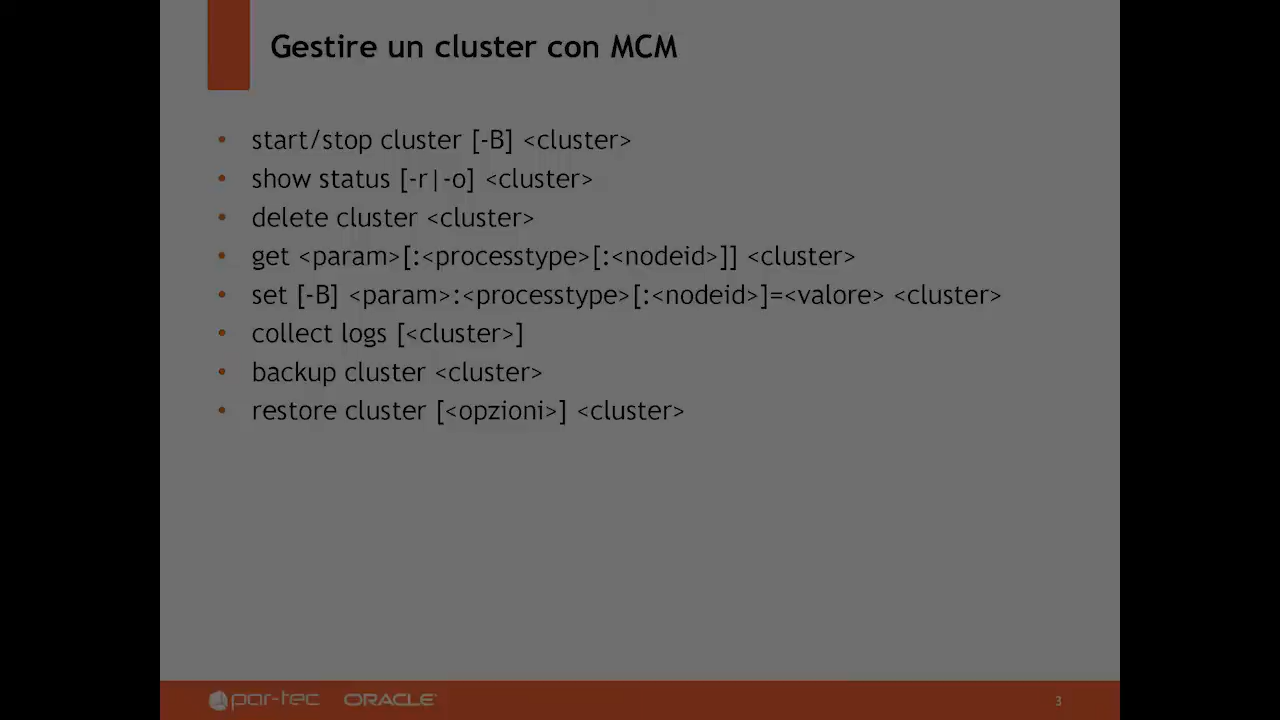 Gestire un cluster con MCM
• start/stop cluster [-B] <cluster>
• show status [-r|-o] <cluster>
• delete cluster <cluster>
• get <param>[:<processtype>[:<nodeid>]] <cluster>
• set [-B] <param>:<processtype>[:<nodeid>]=<valore> <cluster>
• collect logs [<cluster>]
• backup cluster <cluster>
• restore cluster [<opzioni>] <cluster>
par-tec ORACLE 3